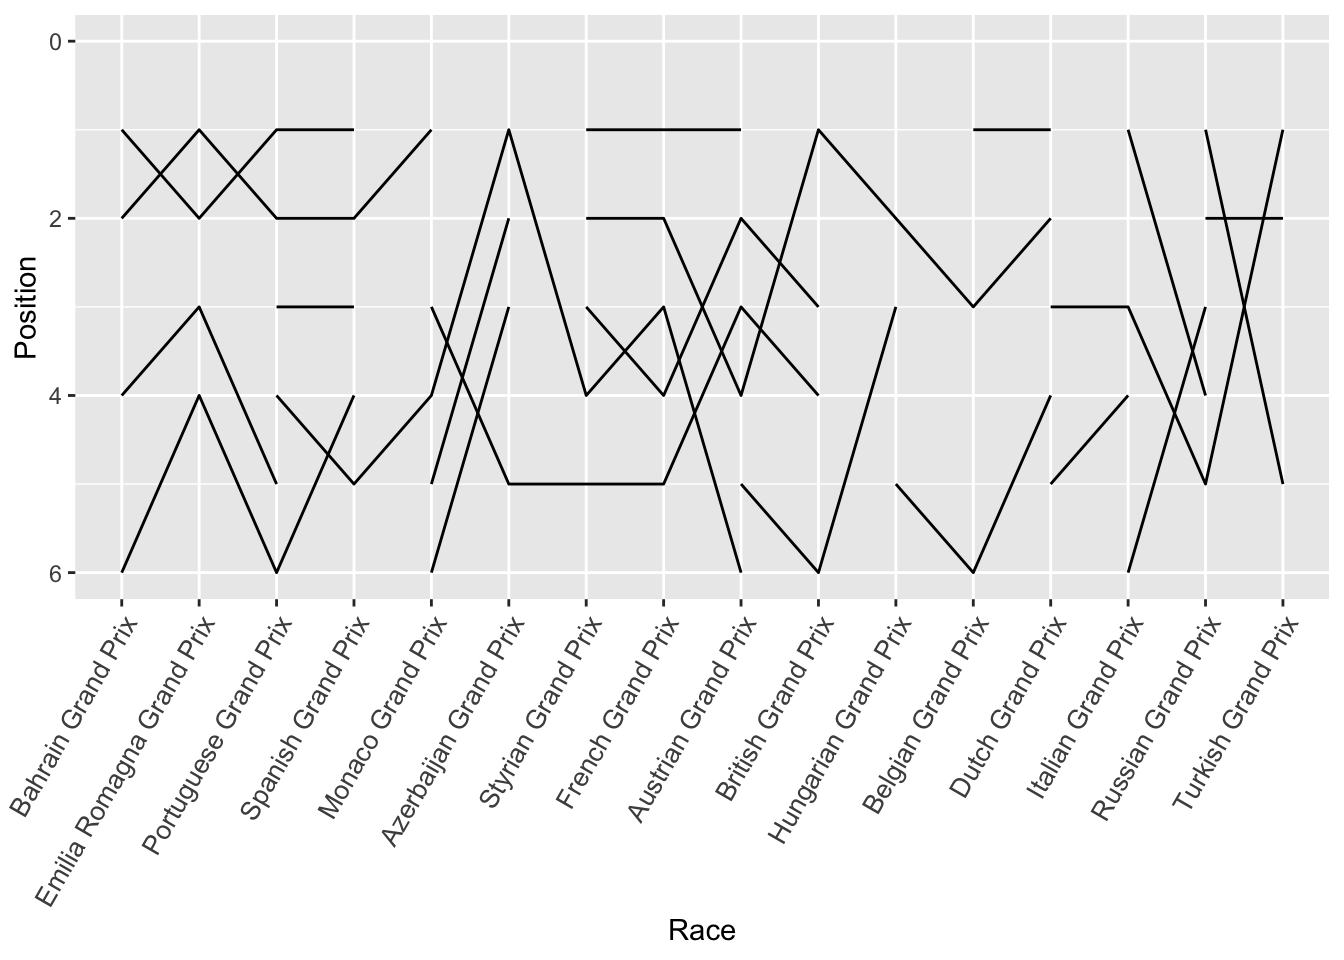 Position
0
2
4
6
Bahrain Grand Prix
Emilia Romagna Grand Prix
Portuguese Grand Prix
Spanish Grand Prix
Monaco Grand Prix
Azerbaijan Grand Prix
Styrian Grand Prix
French Grand Prix
Austrian Grand Prix
British Grand Prix
Hungarian Grand Prix
Belgian Grand Prix
Dutch Grand Prix
Italian Grand Prix
Russian Grand Prix
Turkish Grand Prix
Race